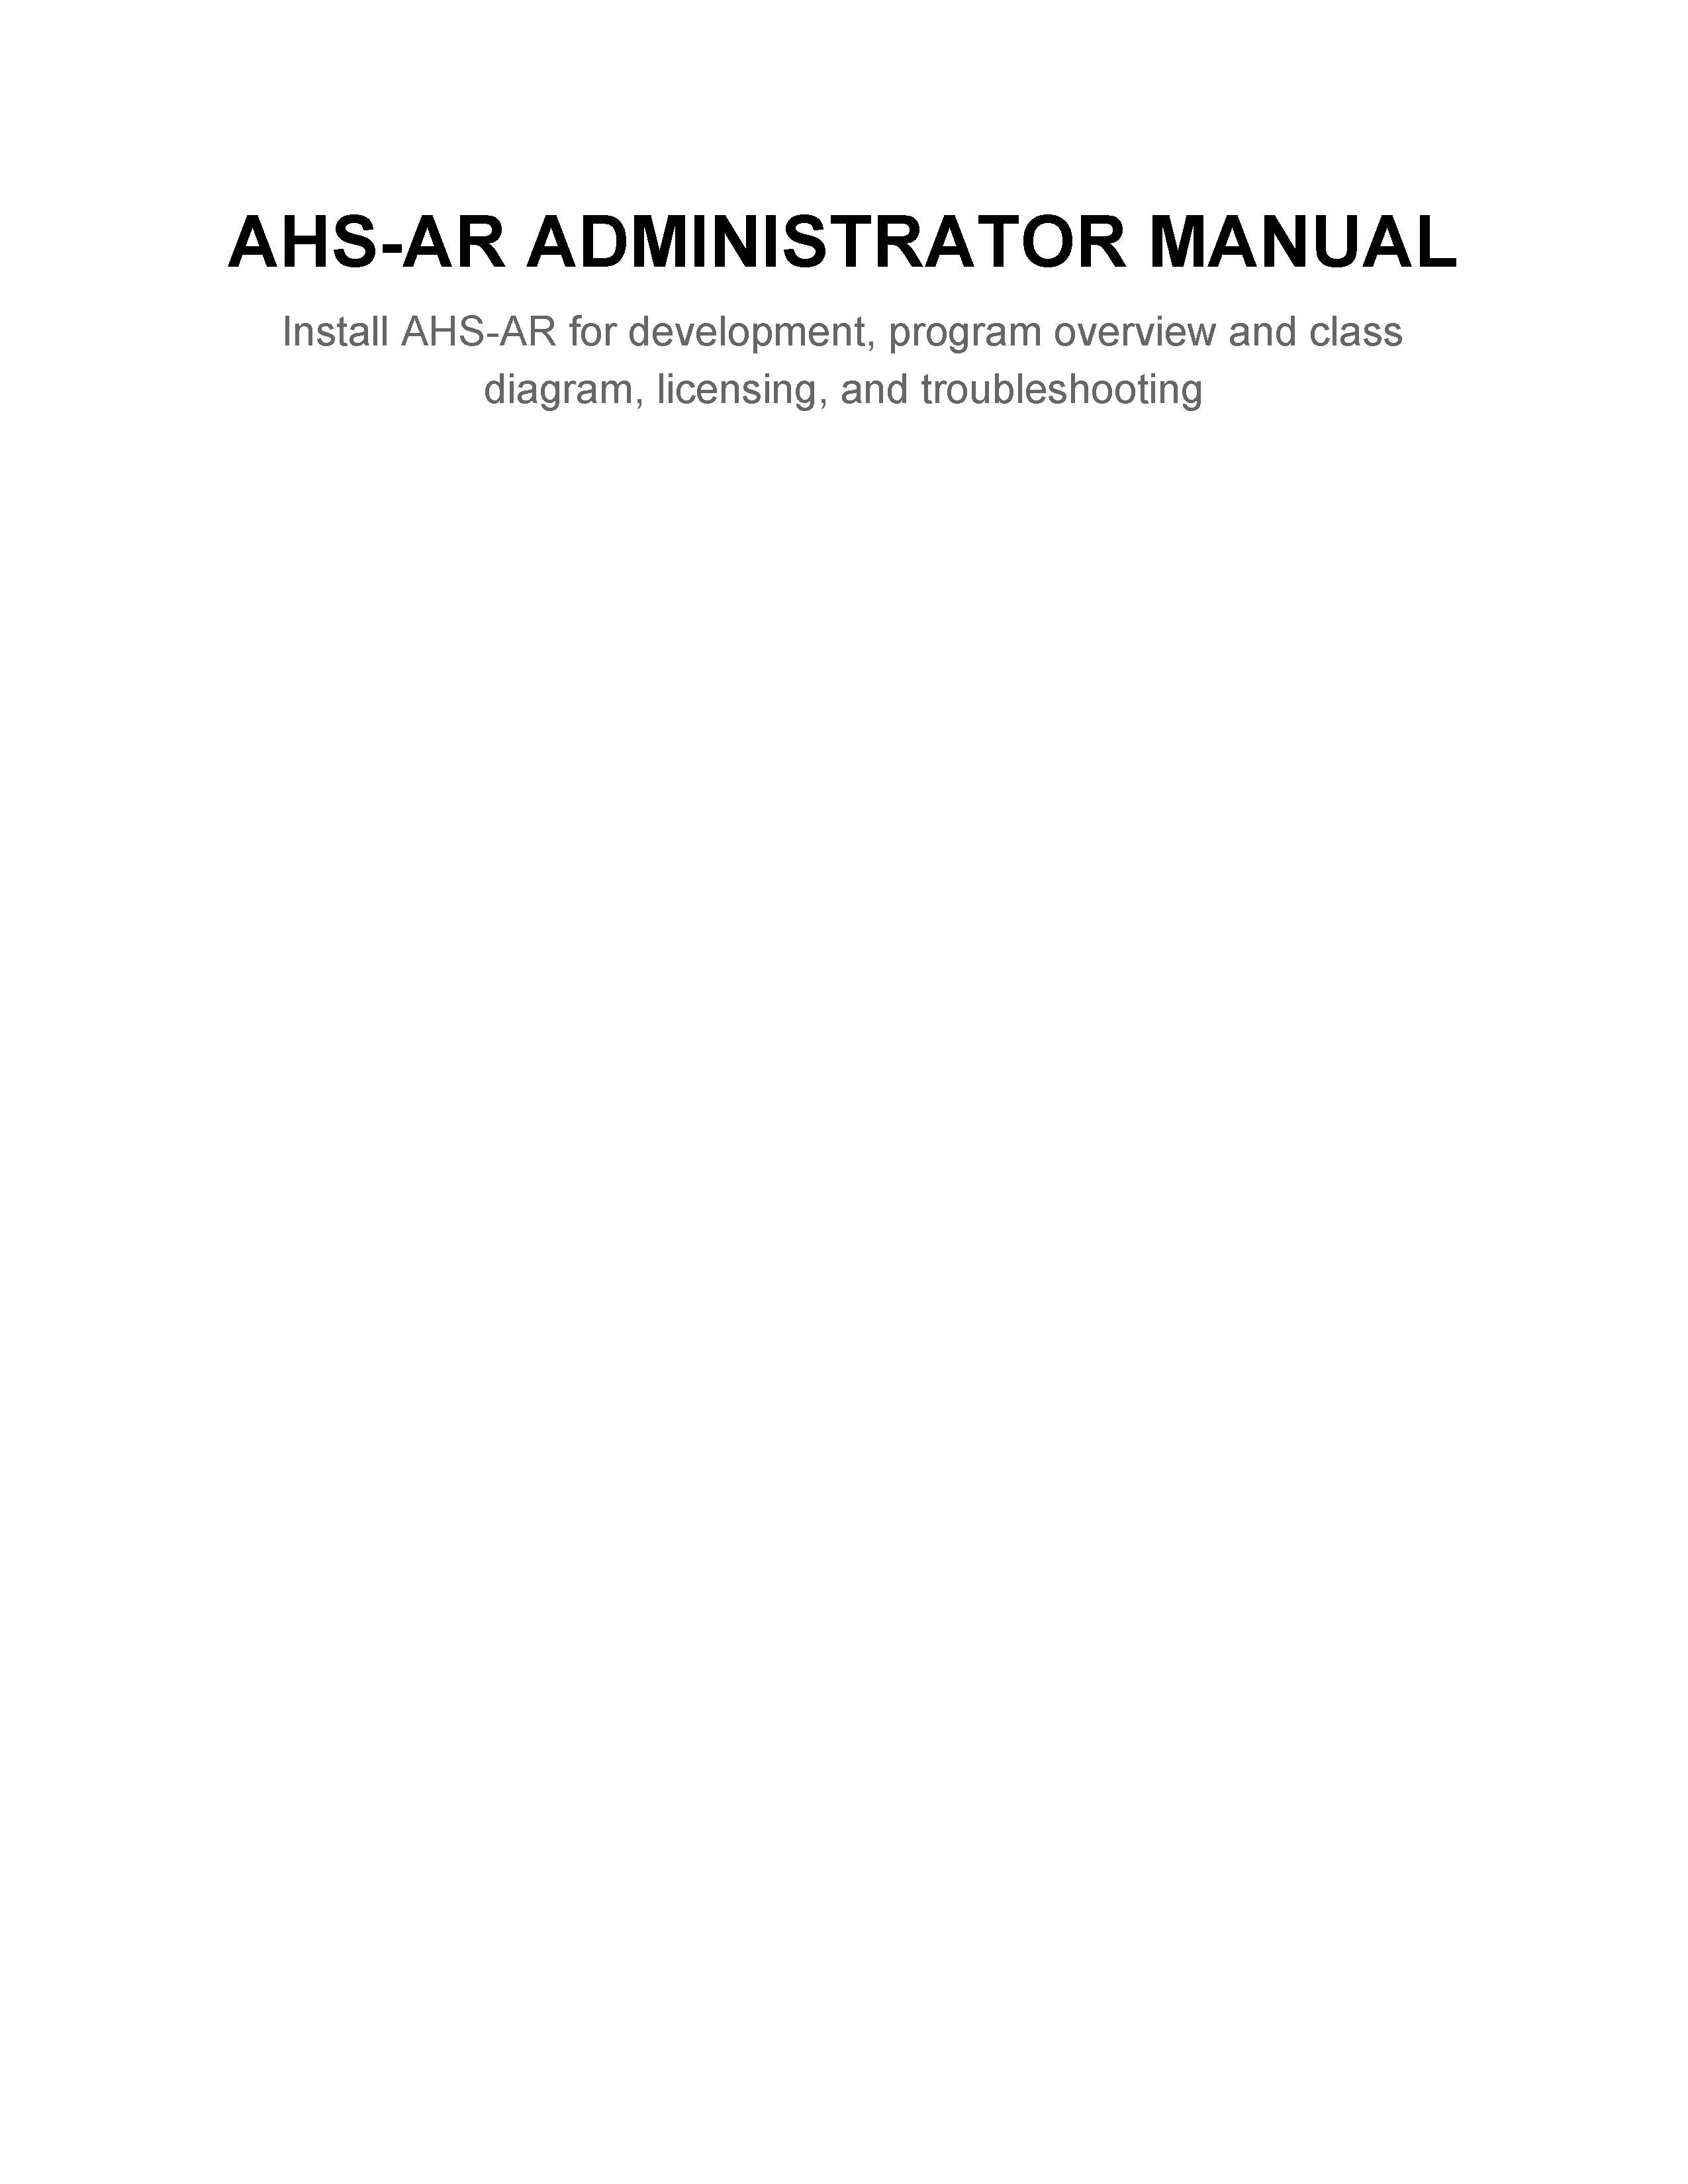 AHS-AR ADMINISTRATOR MANUAL
Install AHS-AR for development, program overview and class
diagram, licensing, and troubleshooting